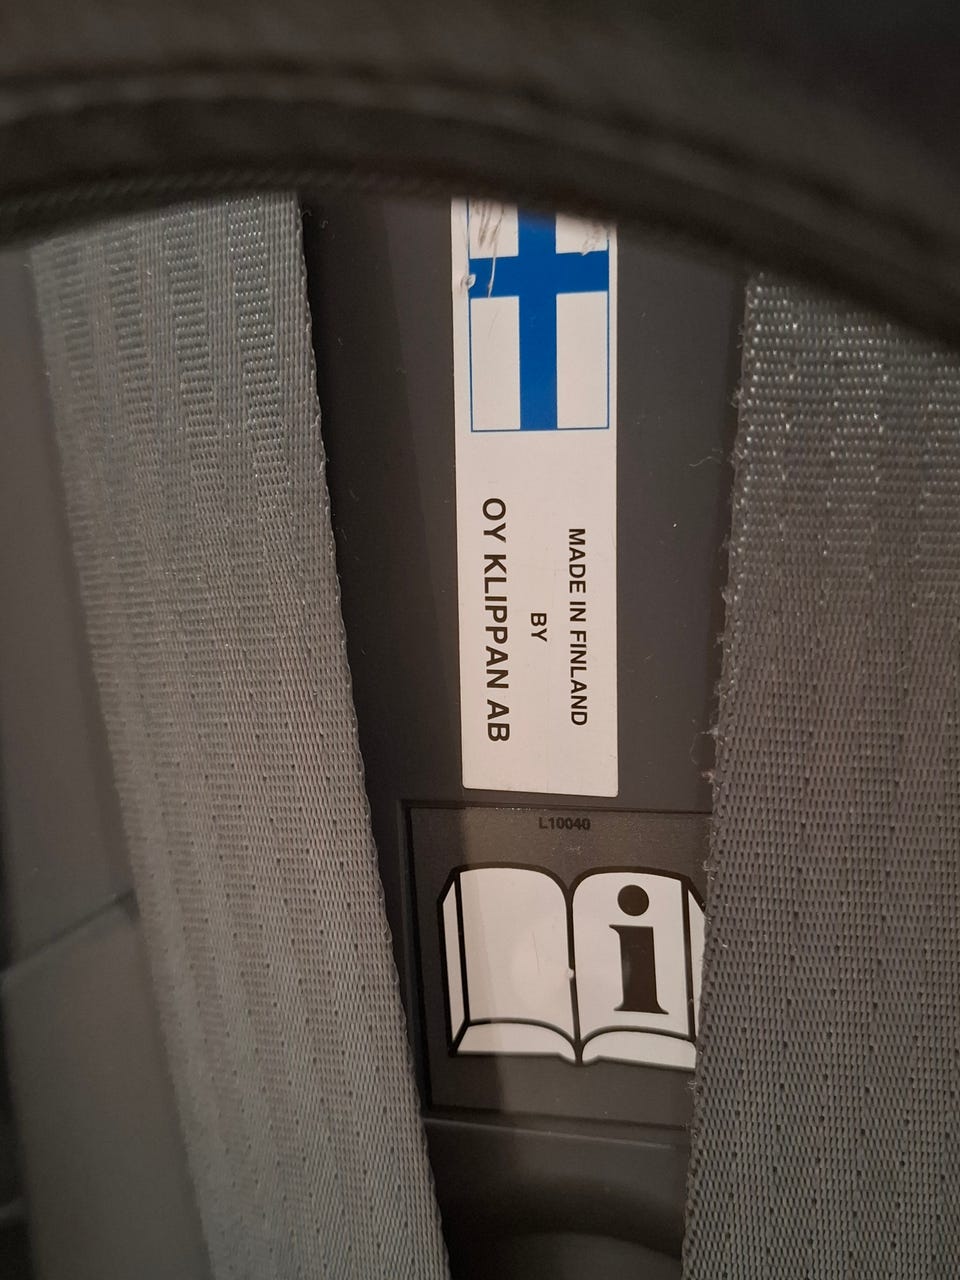 MADE IN FINLAND
BY
OY KLIPPAN AB
L10040
i